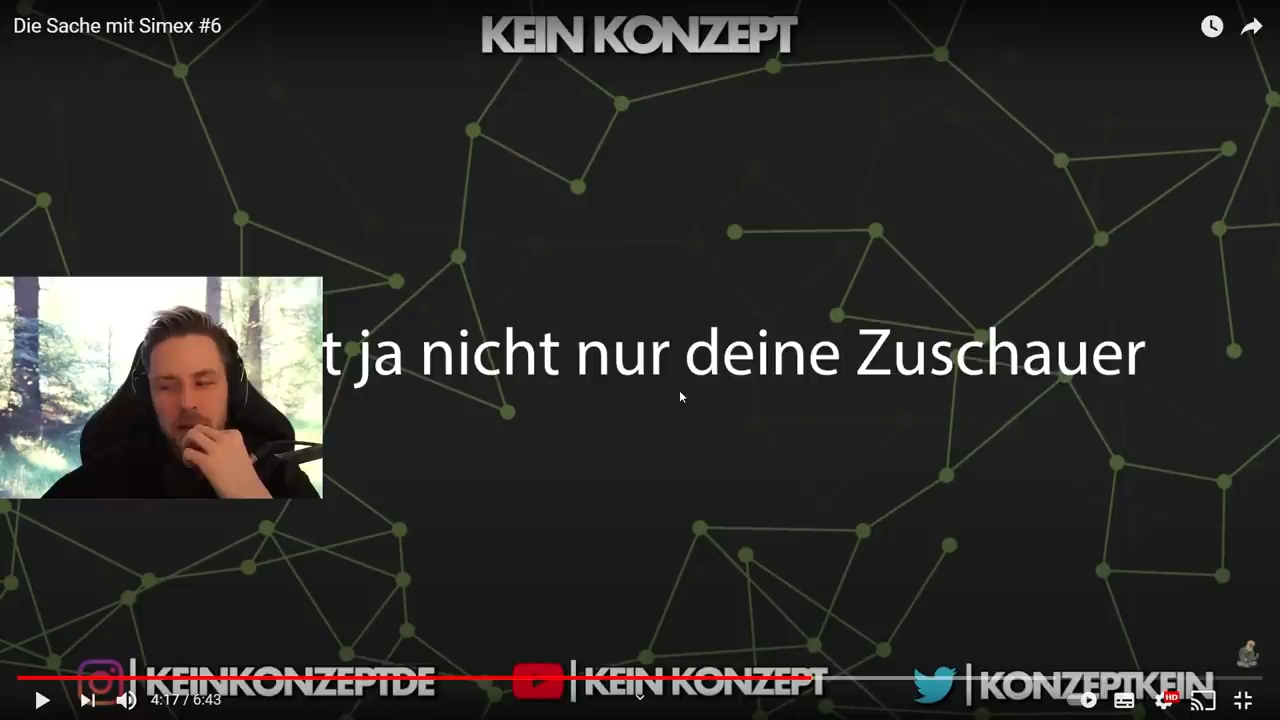 Die Sache mit Simex #6
KEIN KONZEPT
t ja nicht nur deine Zuschauer
KEINKONZEPTDE
KEIN KONZEPT
KONZEPTKEIN
4:17 / 6:43
HD